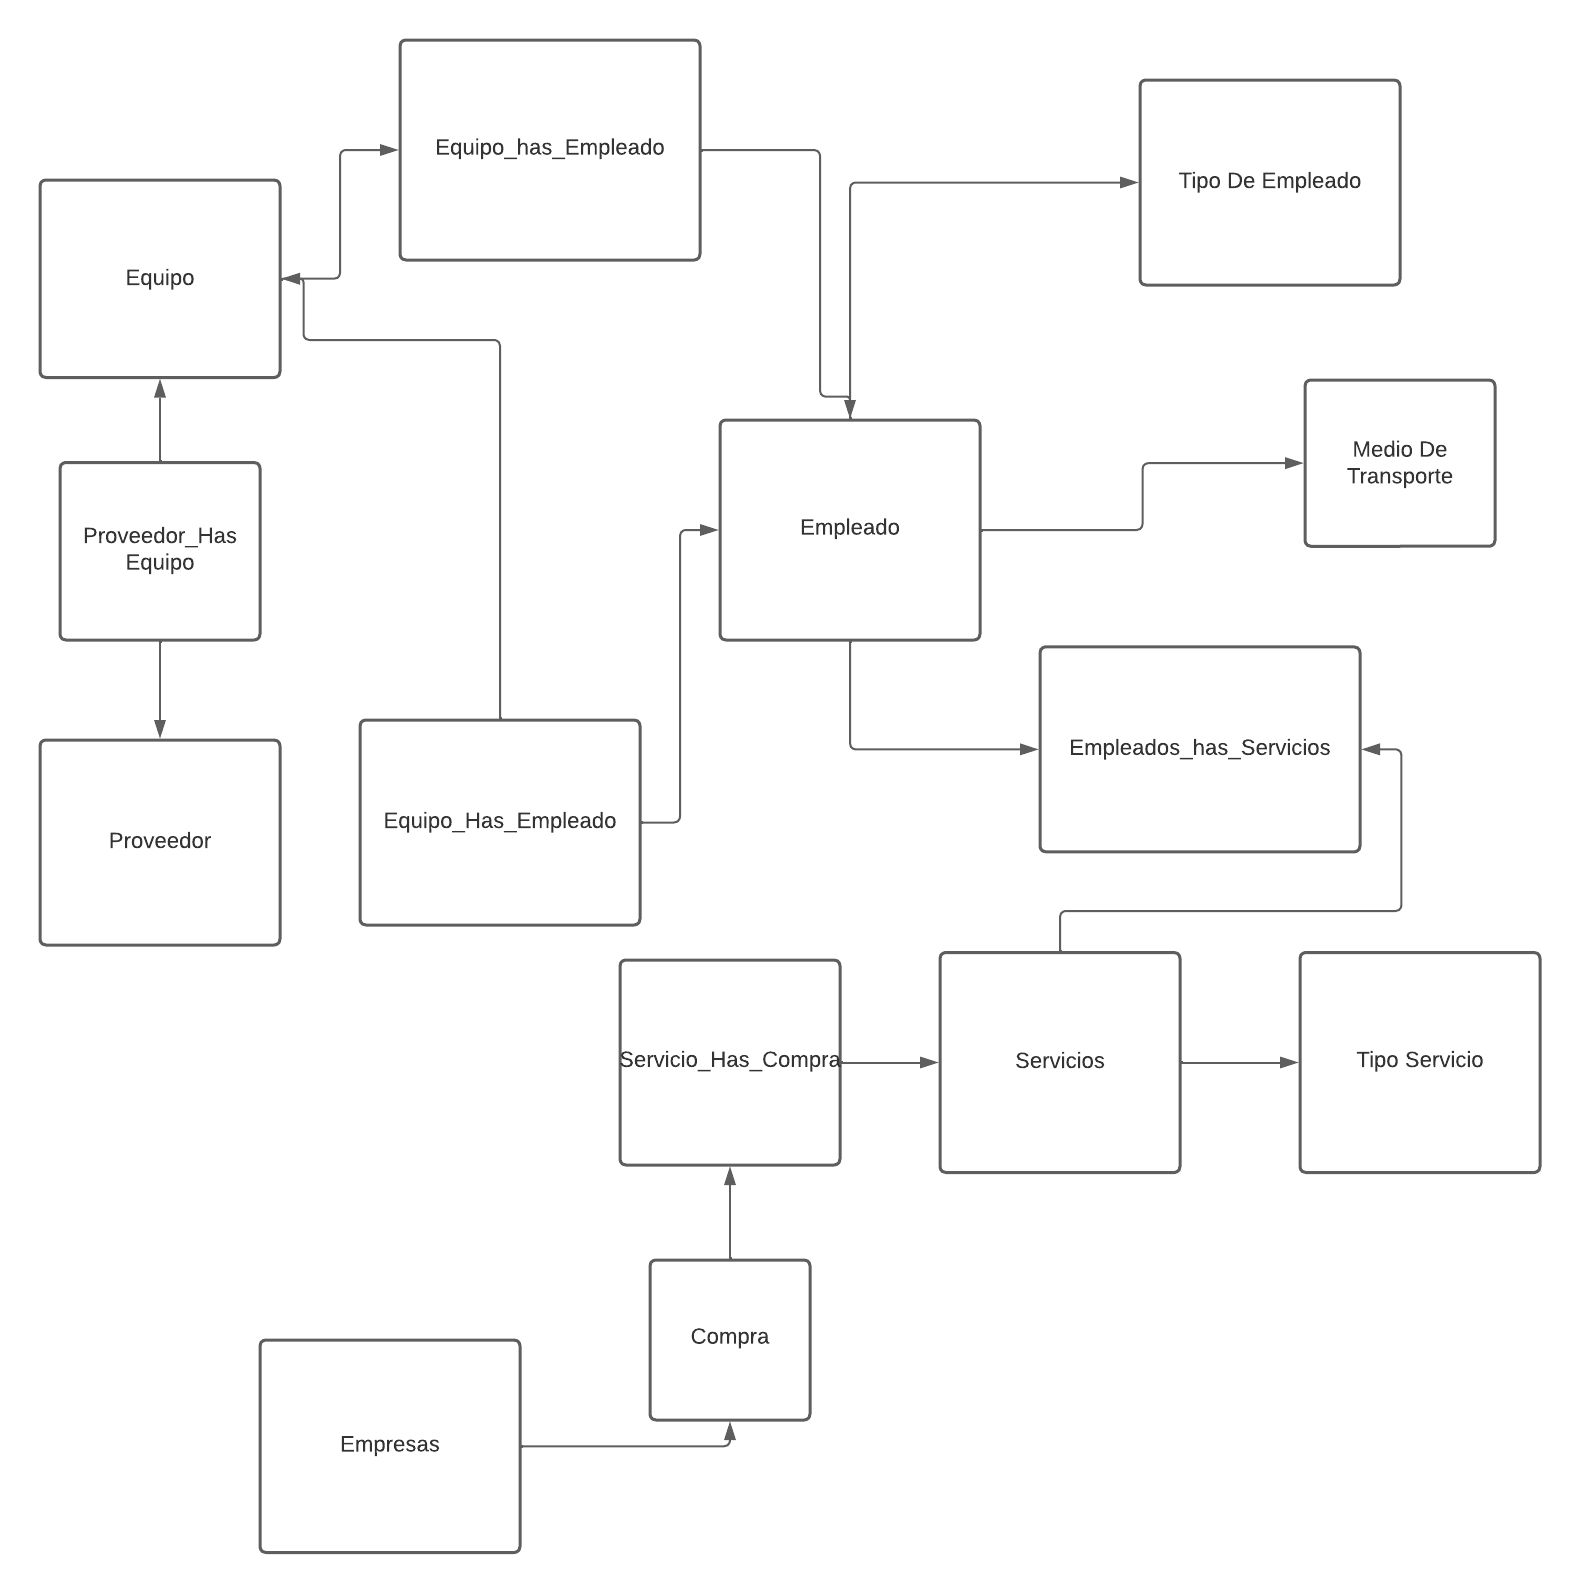 Equipo_has_Empleado
Tipo De Empleado
Equipo
Medio De
Transporte
Proveedor_Has
Equipo
Empleado
Empleados_has_Servicios
Equipo_Has_Empleado
Proveedor
Servicio_Has_Compra
Servicios
Tipo Servicio
Compra
Empresas